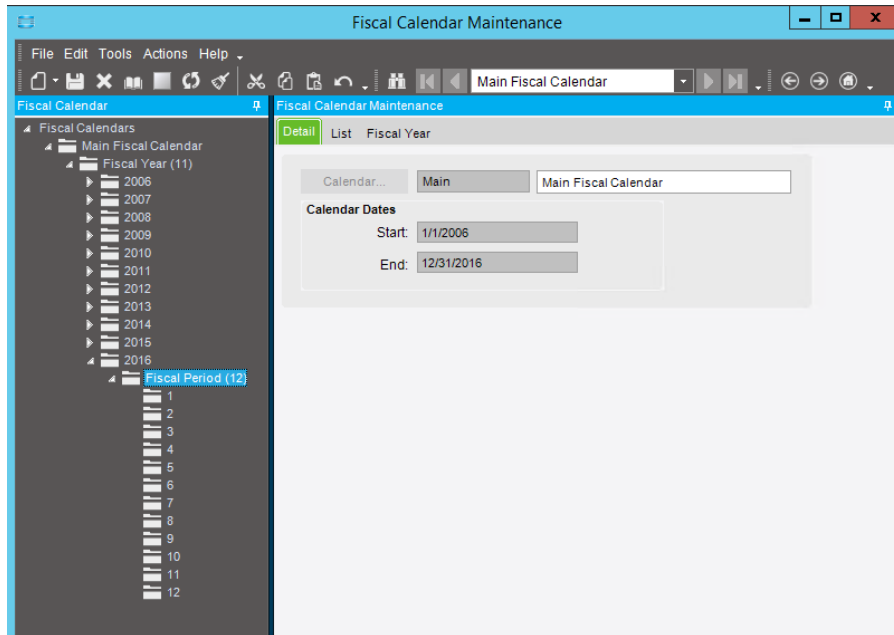 Fiscal Calendar Maintenance
x
File Edit Tools Actions Help
Main Fiscal Calendar
Fiscal Calendar
Fiscal Calendar Maintenance
Fiscal Calendars
Main Fiscal Calendar
Fiscal Year (11)
2006
2007
2008
2009
2010
2011
2012
2013
2014
2015
2016
Fiscal Period (12)
1
2
3
4
5
6
7
8
9
10
11
12
Detail List Fiscal Year
Calendar... Main Main Fiscal Calendar
Calendar Dates
Start: 1/1/2006
End: 12/31/2016